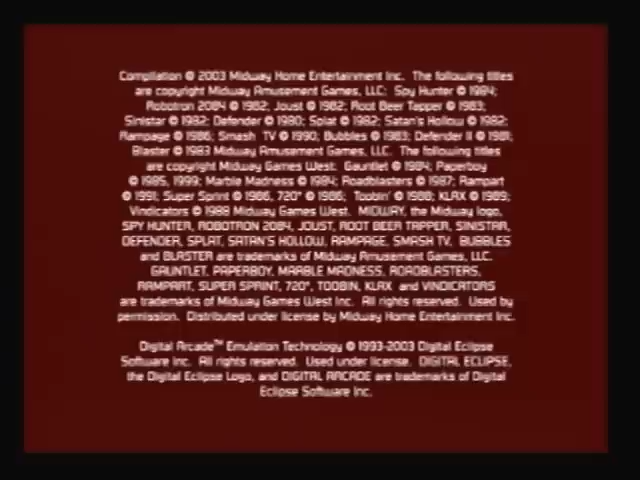 Compilation © 2003 Midway Home Entertainment Inc. The following titles
are copyright Midway Amusement Games, LLC: Spy Hunter © 1984;
Robotron 2084 © 1982; Joust © 1982; Root Beer Tapper © 1983;
Sinistar © 1982; Defender © 1980; Splat © 1982; Satan's Hollow © 1982;
Rampage © 1986; Smash TV © 1990; Bubbles © 1983; Defender II © 1981;
Blaster © 1983 Midway Amusement Games, LLC. The following titles
are copyright Midway Games West: Gauntlet © 1984; Paperboy
© 1985, 1999; Marble Madness © 1984; Roadblasters © 1987; Rampart
© 1991; Super Sprint © 1986, 720° © 1986; Toobin' © 1988; KLAX © 1989;
Vindicators © 1988 Midway Games West. MIDWAY, the Midway logo,
SPY HUNTER, ROBOTRON 2084, JOUST, ROOT BEER TAPPER, SINISTAR,
DEFENDER, SPLAT, SATAN'S HOLLOW, RAMPAGE, SMASH TV, BUBBLES
and BLASTER are trademarks of Midway Amusement Games, LLC.
GAUNTLET, PAPERBOY, MARBLE MADNESS, ROADBLASTERS,
RAMPART, SUPER SPRINT, 720°, TOOBIN, KLAX and VINDICATORS
are trademarks of Midway Games West Inc. All rights reserved. Used by
permission. Distributed under license by Midway Home Entertainment Inc.
Digital Arcade™ Emulation Technology © 1993-2003 Digital Eclipse
Software Inc. All rights reserved. Used under license. DIGITAL ECLIPSE,
the Digital Eclipse Logo, and DIGITAL ARCADE are trademarks of Digital
Eclipse Software Inc.